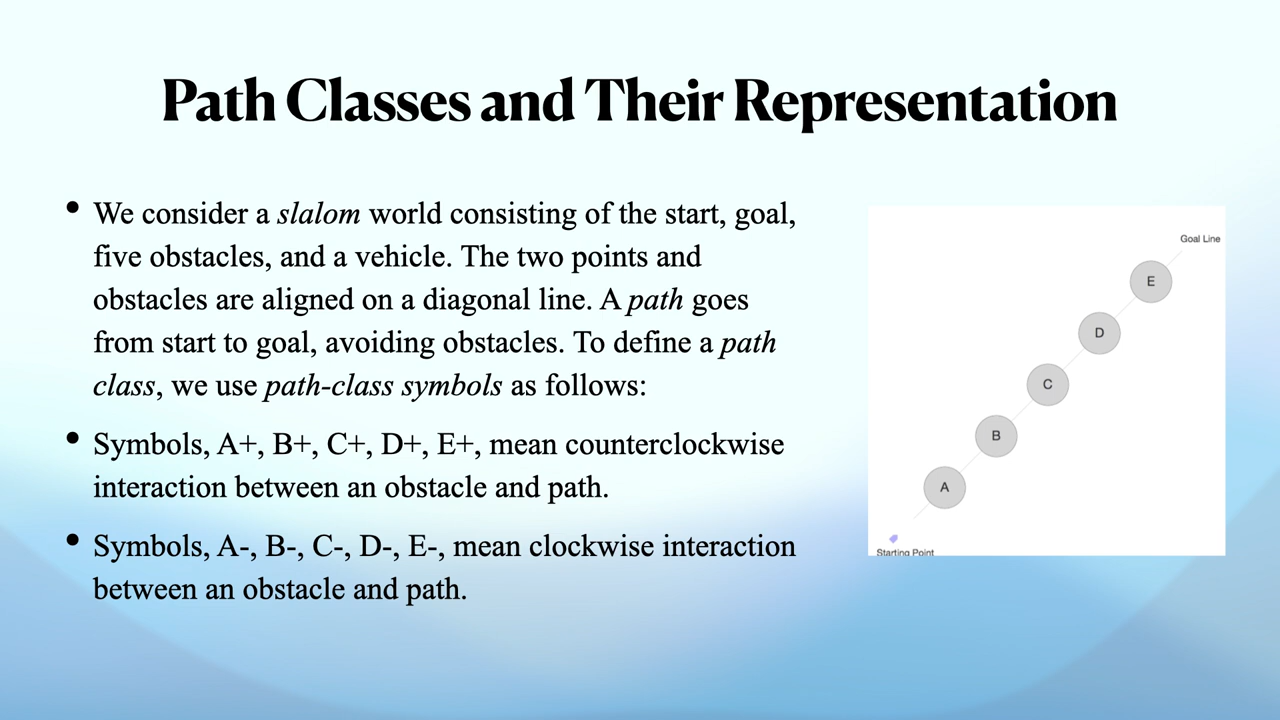 Path Classes and Their Representation
• We consider a slalom world consisting of the start, goal,
five obstacles, and a vehicle. The two points and
obstacles are aligned on a diagonal line. A path goes
from start to goal, avoiding obstacles. To define a path
class, we use path-class symbols as follows:
• Symbols, A+, B+, C+, D+, E+, mean counterclockwise
interaction between an obstacle and path.
• Symbols, A-, B-, C-, D-, E-, mean clockwise interaction
between an obstacle and path.
Goal Line
E
D
C
B
A
Starting Point